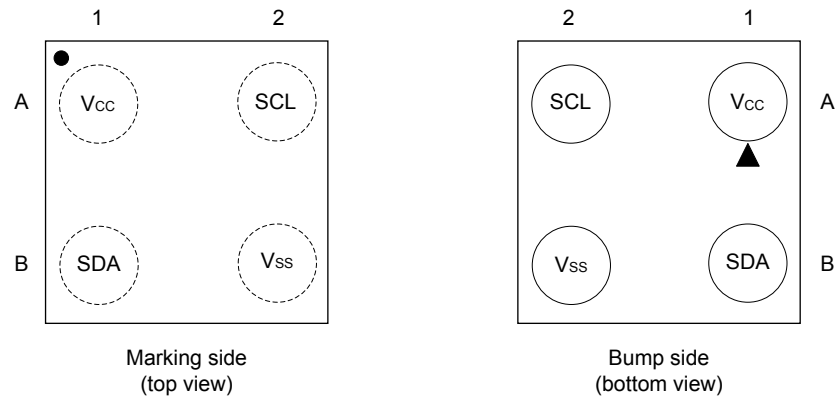 1 2
A VCC SCL
B SDA VSS
Marking side
(top view)
2 1
SCL VCC A
VSS SDA B
Bump side
(bottom view)